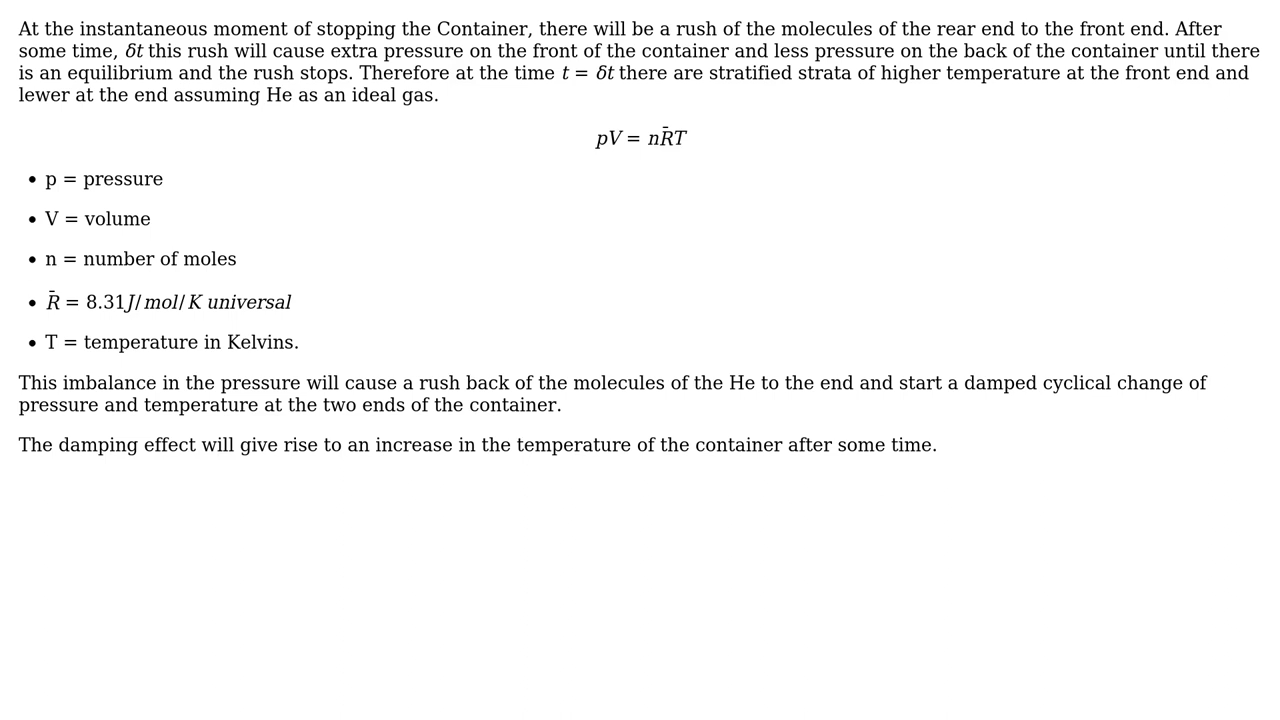 At the instantaneous moment of stopping the Container, there will be a rush of the molecules of the rear end to the front end. After
some time, δt this rush will cause extra pressure on the front of the container and less pressure on the back of the container until there
is an equilibrium and the rush stops. Therefore at the time t = δt there are stratified strata of higher temperature at the front end and
lewer at the end assuming He as an ideal gas.
pV = nR̄T
• p = pressure
• V = volume
• n = number of moles
• R̄ = 8.31J/mol/K universal
• T = temperature in Kelvins.
This imbalance in the pressure will cause a rush back of the molecules of the He to the end and start a damped cyclical change of
pressure and temperature at the two ends of the container.
The damping effect will give rise to an increase in the temperature of the container after some time.